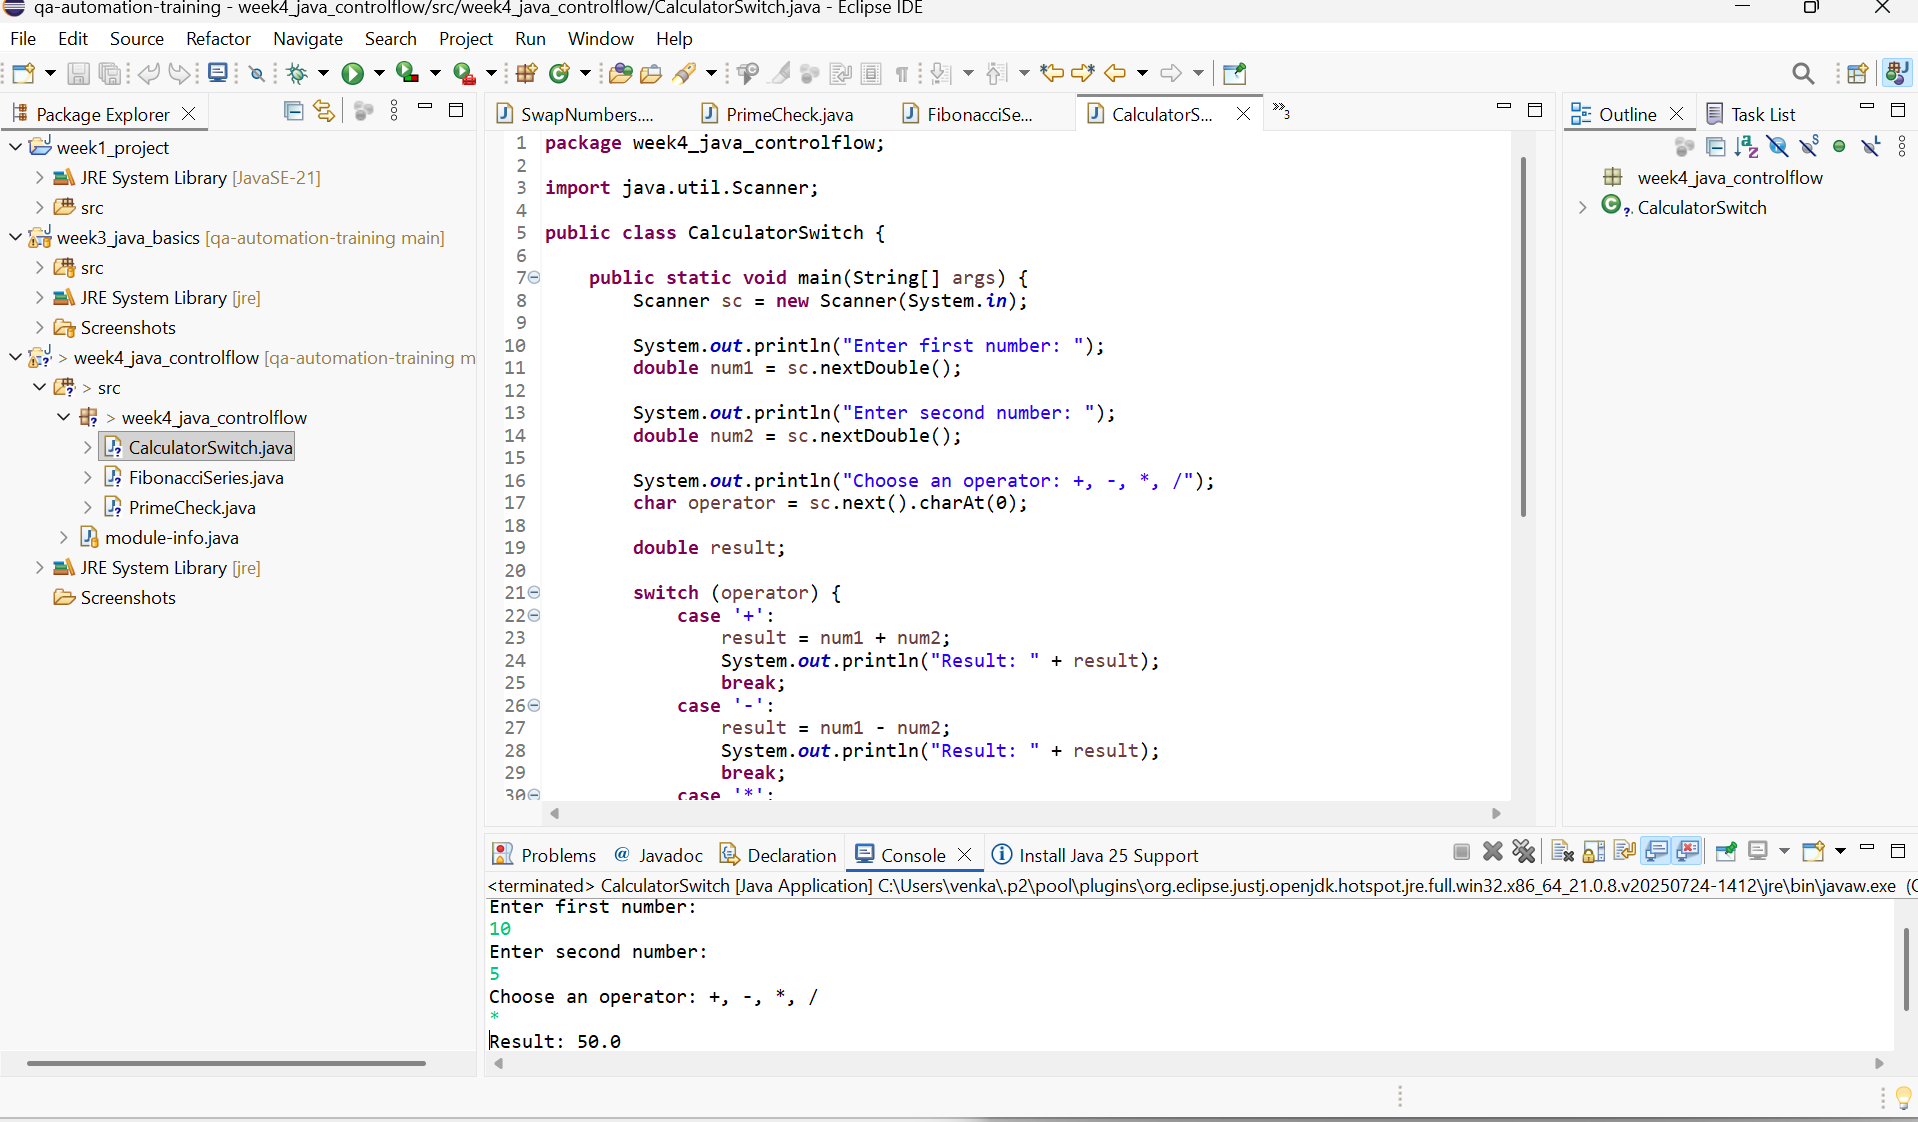 qa-automation-training - week4_java_controlflow/src/week4_java_controlflow/CalculatorSwitch.java - Eclipse IDE
File Edit Source Refactor Navigate Search Project Run Window Help
Package Explorer
week1_project
JRE System Library [JavaSE-21]
src
week3_java_basics [qa-automation-training main]
src
JRE System Library [jre]
Screenshots
> week4_java_controlflow [qa-automation-training m
> src
> week4_java_controlflow
CalculatorSwitch.java
FibonacciSeries.java
PrimeCheck.java
module-info.java
JRE System Library [jre]
Screenshots
SwapNumbers.... PrimeCheck.java FibonacciSe... CalculatorS... »3
1 package week4_java_controlflow;
2
3 import java.util.Scanner;
4
5 public class CalculatorSwitch {
6
7 public static void main(String[] args) {
8 Scanner sc = new Scanner(System.in);
9
10 System.out.println("Enter first number: ");
11 double num1 = sc.nextDouble();
12
13 System.out.println("Enter second number: ");
14 double num2 = sc.nextDouble();
15
16 System.out.println("Choose an operator: +, -, *, /");
17 char operator = sc.next().charAt(0);
18
19 double result;
20
21 switch (operator) {
22 case '+':
23 result = num1 + num2;
24 System.out.println("Result: " + result);
25 break;
26 case '-':
27 result = num1 - num2;
28 System.out.println("Result: " + result);
29 break;
30 case '*':
Outline Task List
week4_java_controlflow
CalculatorSwitch
Problems @ Javadoc Declaration Console Install Java 25 Support
<terminated> CalculatorSwitch [Java Application] C:\Users\venka\.p2\pool\plugins\org.eclipse.justj.openjdk.hotspot.jre.full.win32.x86_64_21.0.8.v20250724-1412\jre\bin\javaw.exe (
Enter first number:
10
Enter second number:
5
Choose an operator: +, -, *, /
*
Result: 50.0